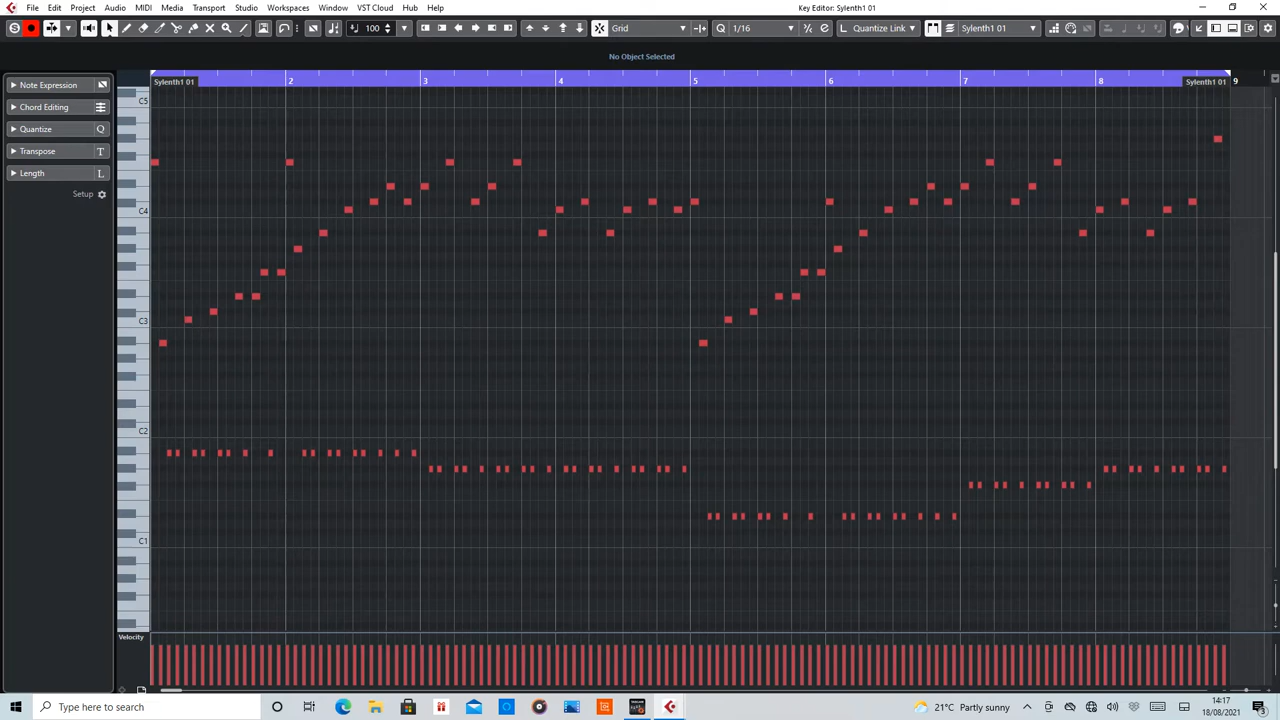 Key Editor: Sylenth1 01
File Edit Project Audio MIDI Media Transport Studio Workspaces Window VST Cloud Hub Help
S 100 Grid Q 1/16 L Quantize Link Sylenth1 01
No Object Selected
2 3 4 5 6 7 8 9
Sylenth1 01 Sylenth1 01
Note Expression
Chord Editing
Quantize Q
Transpose T
Length L
Setup
C5
C4
C3
C2
C1
Velocity
Type here to search
21°C Partly sunny
14:17
18/08/2021